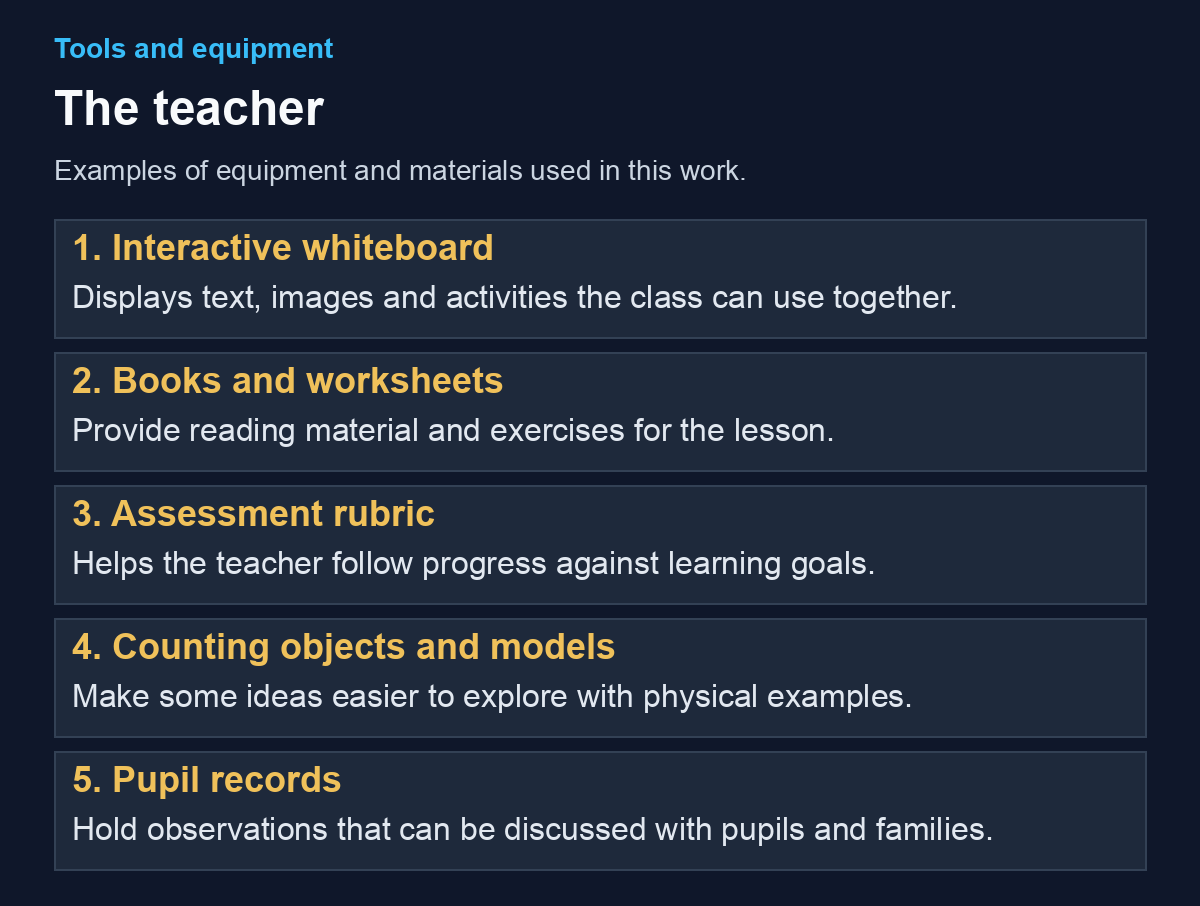 Tools and equipment
The teacher
Examples of equipment and materials used in this work.
1. Interactive whiteboard
Displays text, images and activities the class can use together.
2. Books and worksheets
Provide reading material and exercises for the lesson.
3. Assessment rubric
Helps the teacher follow progress against learning goals.
4. Counting objects and models
Make some ideas easier to explore with physical examples.
5. Pupil records
Hold observations that can be discussed with pupils and families.